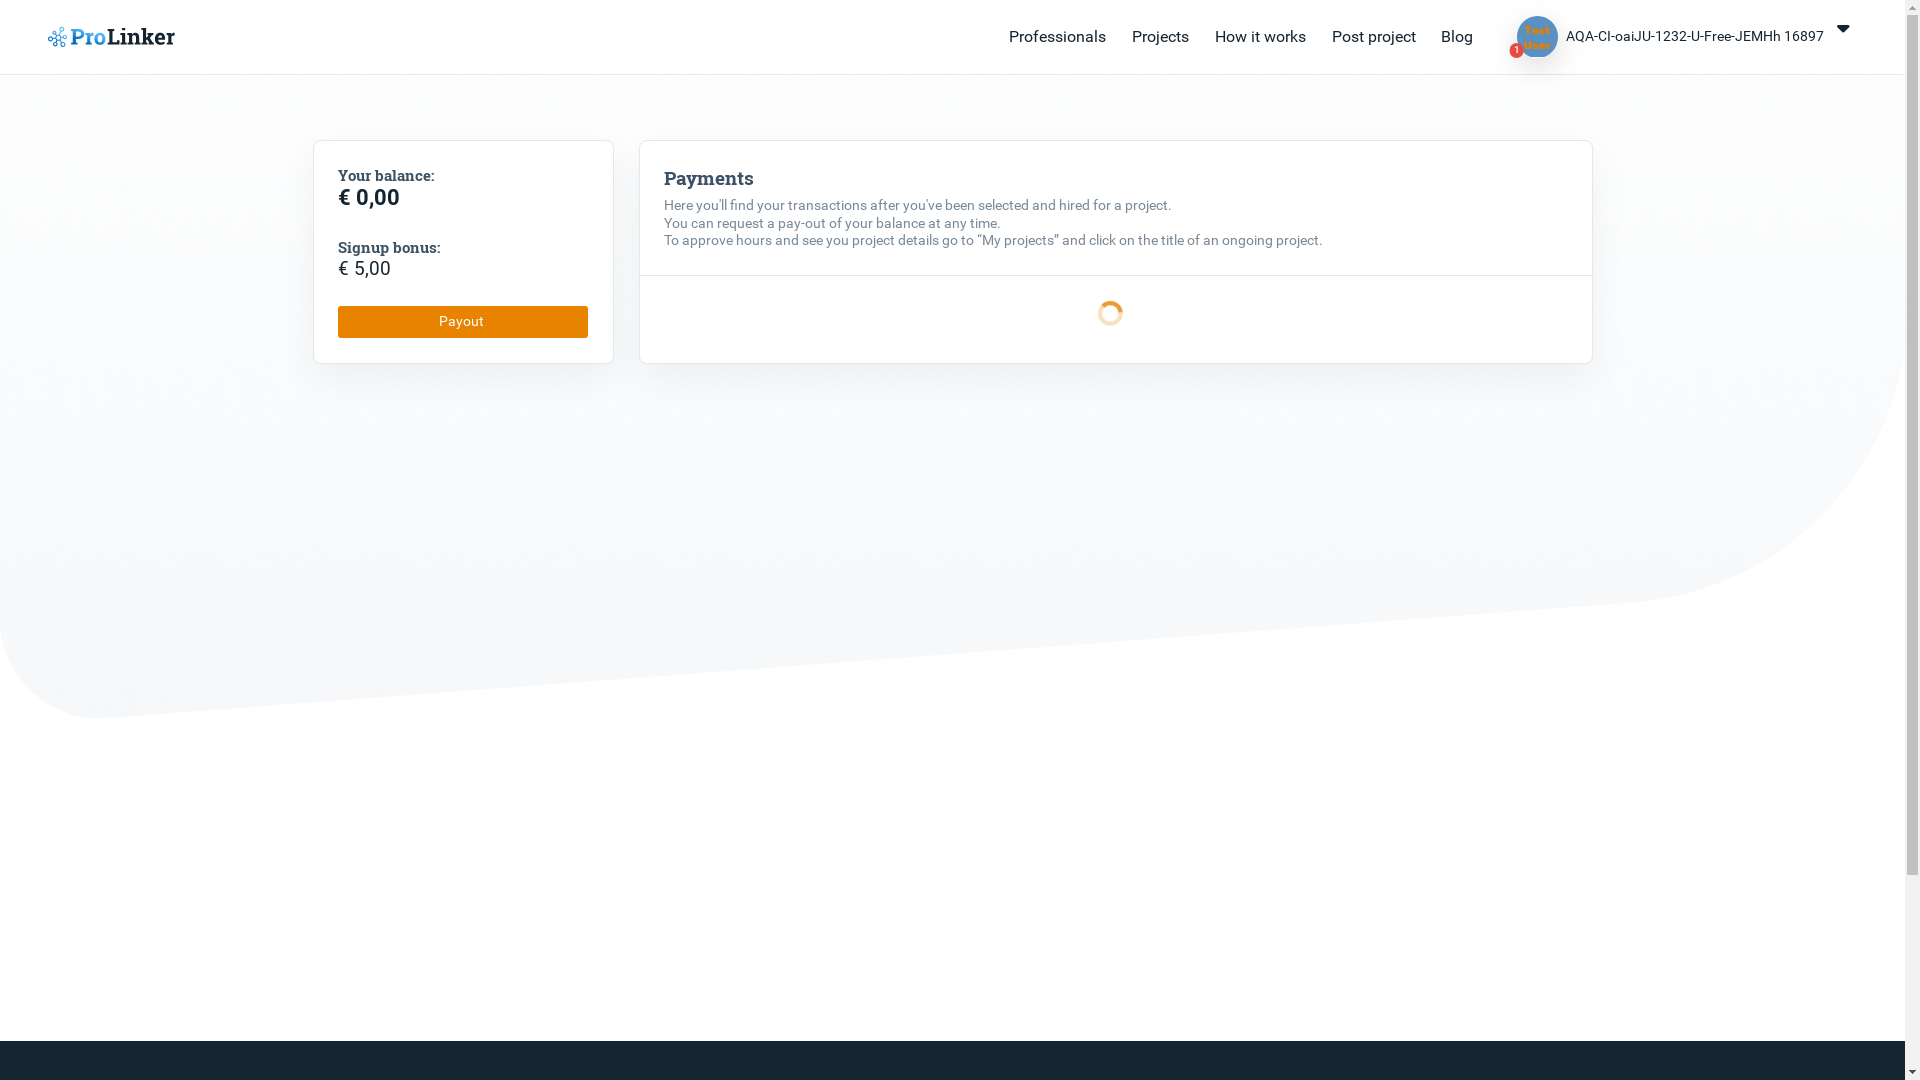 ProLinker
Professionals
Projects
How it works
Post project
Blog
Test
User
1
AQA-CI-oaiJU-1232-U-Free-JEMHh 16897
Your balance:
€ 0,00
Signup bonus:
€ 5,00
Payout
Payments
Here you'll find your transactions after you've been selected and hired for a project.
You can request a pay-out of your balance at any time.
To approve hours and see you project details go to “My projects” and click on the title of an ongoing project.